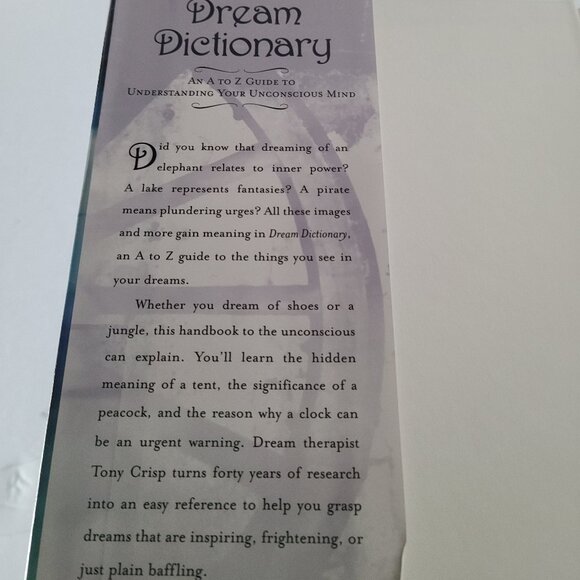 Dream
Dictionary
An A to Z Guide to
Understanding Your Unconscious Mind
Did you know that dreaming of an
elephant relates to inner power?
A lake represents fantasies? A pirate
means plundering urges? All these images
and more gain meaning in Dream Dictionary,
an A to Z guide to the things you see in
your dreams.
Whether you dream of shoes or a
jungle, this handbook to the unconscious
can explain. You'll learn the hidden
meaning of a tent, the significance of a
peacock, and the reason why a clock can
be an urgent warning. Dream therapist
Tony Crisp turns forty years of research
into an easy reference to help you grasp
dreams that are inspiring, frightening, or
just plain baffling.